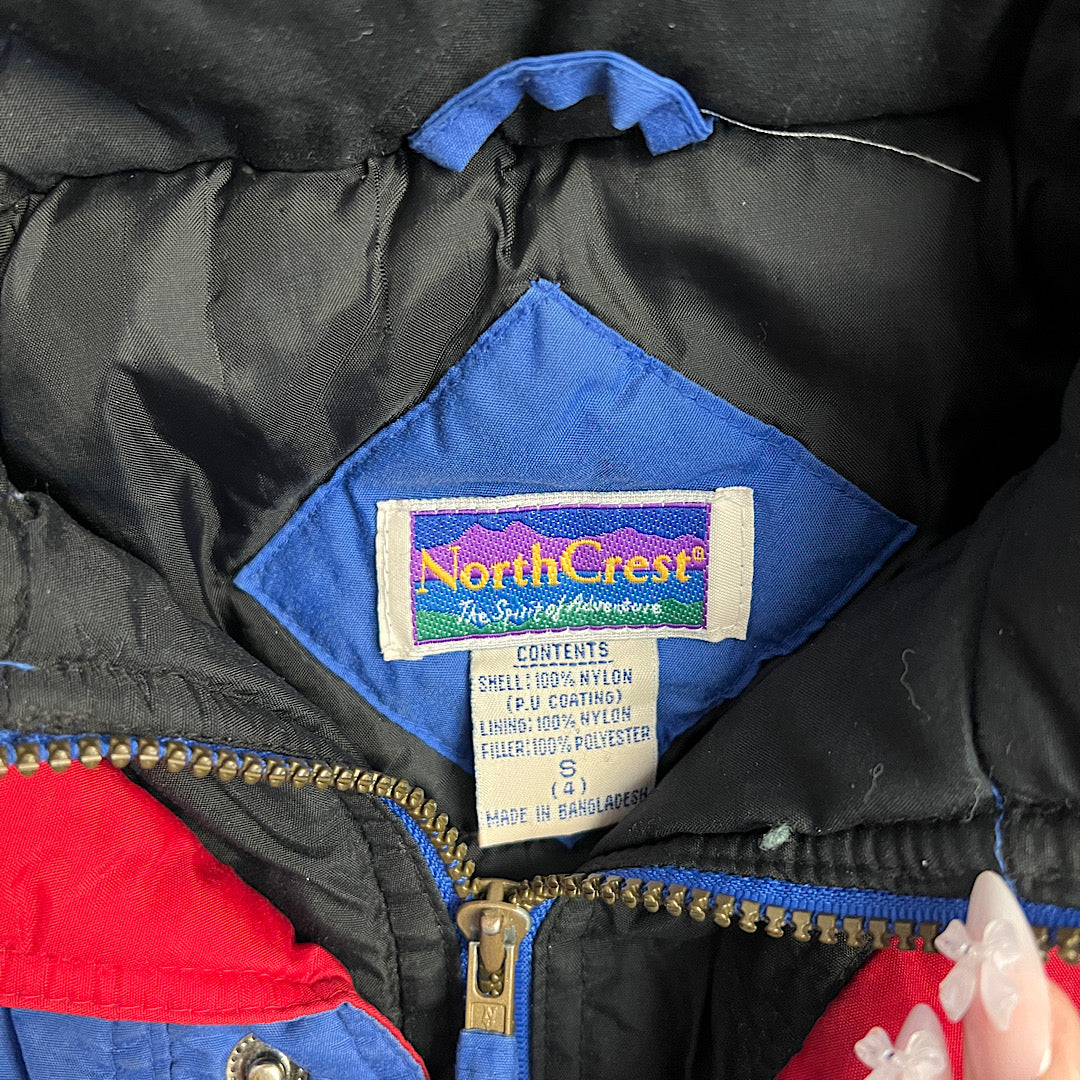 NorthCrest®
The Spirit of Adventure
CONTENTS
SHELL: 100% NYLON
(P.U COATING)
LINING: 100% NYLON
FILLER: 100% POLYESTER
S
(4)
MADE IN BANGLADESH